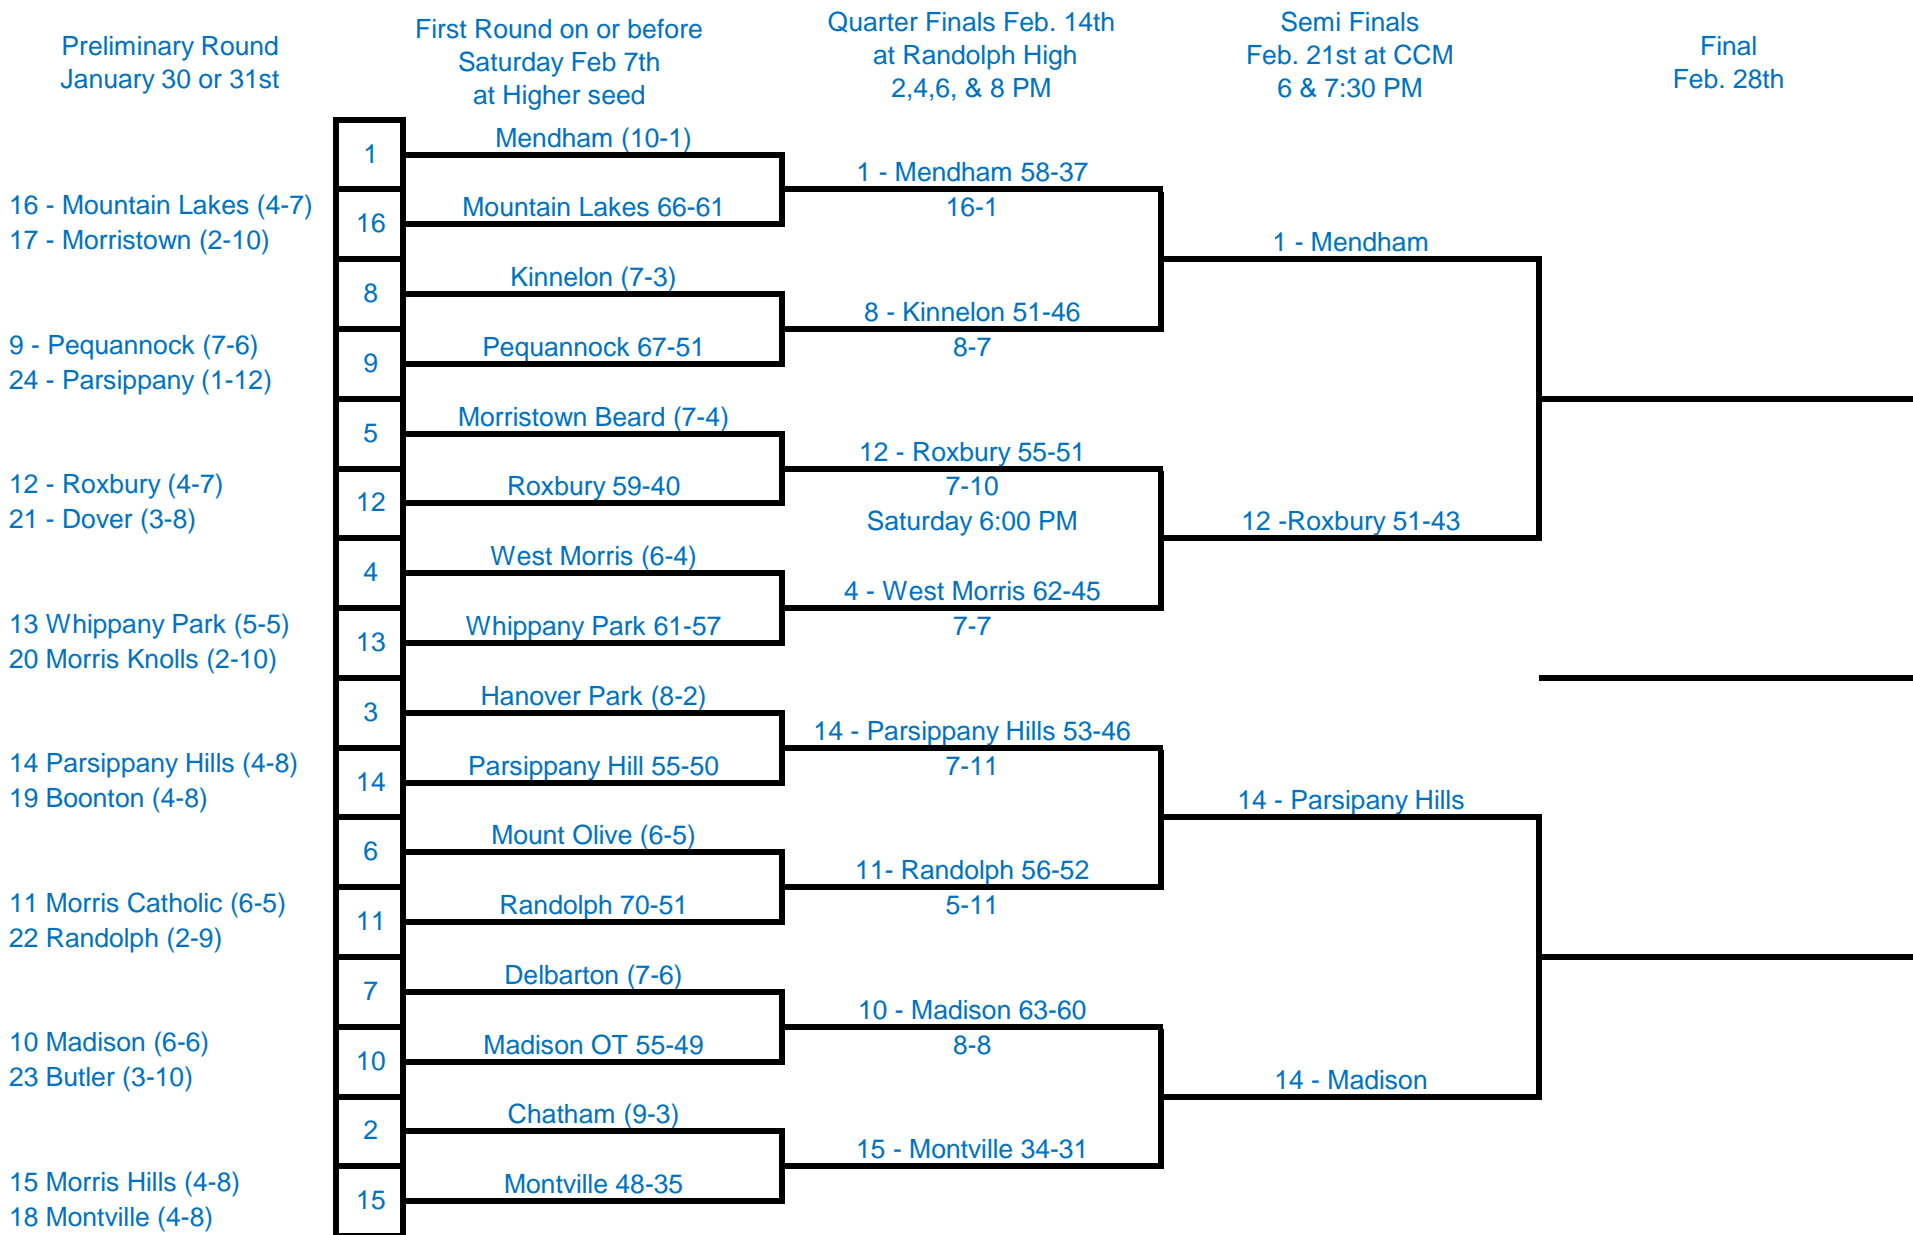 Preliminary Round
January 30 or 31st
First Round on or before
Saturday Feb 7th
at Higher seed
Quarter Finals Feb. 14th
at Randolph High
2,4,6, & 8 PM
Semi Finals
Feb. 21st at CCM
6 & 7:30 PM
Final
Feb. 28th
16 - Mountain Lakes (4-7)
17 - Morristown (2-10)
9 - Pequannock (7-6)
24 - Parsippany (1-12)
12 - Roxbury (4-7)
21 - Dover (3-8)
13 Whippany Park (5-5)
20 Morris Knolls (2-10)
14 Parsippany Hills (4-8)
19 Boonton (4-8)
11 Morris Catholic (6-5)
22 Randolph (2-9)
10 Madison (6-6)
23 Butler (3-10)
15 Morris Hills (4-8)
18 Montville (4-8)
1
16
8
9
5
12
4
13
3
14
6
11
7
10
2
15
Mendham (10-1)
Mountain Lakes 66-61
Kinnelon (7-3)
Pequannock 67-51
Morristown Beard (7-4)
Roxbury 59-40
West Morris (6-4)
Whippany Park 61-57
Hanover Park (8-2)
Parsippany Hill 55-50
Mount Olive (6-5)
Randolph 70-51
Delbarton (7-6)
Madison OT 55-49
Chatham (9-3)
Montville 48-35
1 - Mendham 58-37
16-1
8 - Kinnelon 51-46
8-7
12 - Roxbury 55-51
7-10
Saturday 6:00 PM
4 - West Morris 62-45
7-7
14 - Parsippany Hills 53-46
7-11
11- Randolph 56-52
5-11
10 - Madison 63-60
8-8
15 - Montville 34-31
1 - Mendham
12 -Roxbury 51-43
14 - Parsipany Hills
14 - Madison